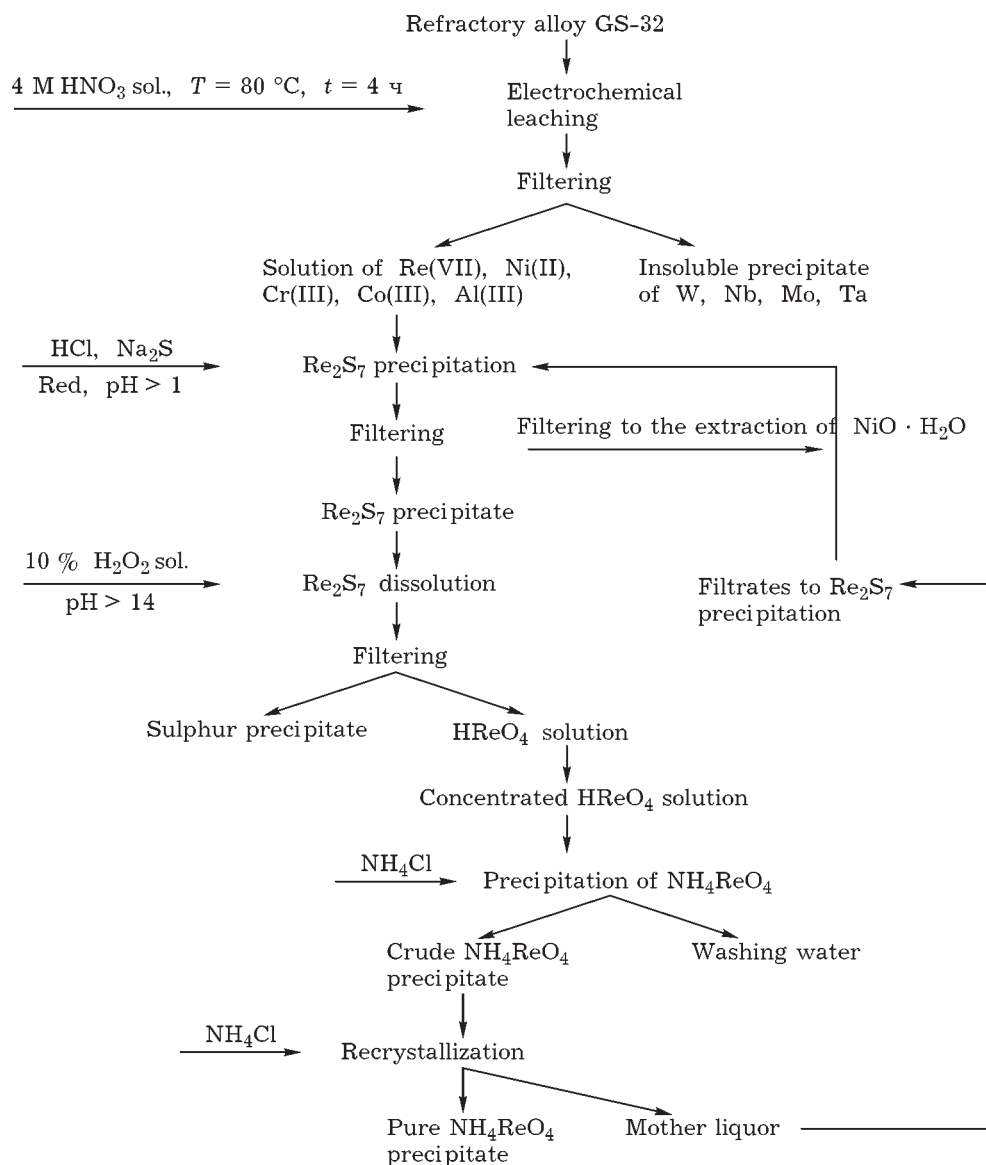 Refractory alloy GS-32
4 M HNO₃ sol., T = 80 °C, t = 4 ч
Electrochemical
leaching
Filtering
Solution of Re(VII), Ni(II),
Cr(III), Co(III), Al(III)
Insoluble precipitate
of W, Nb, Mo, Ta
HCl, Na₂S
Red, pH > 1
Re₂S₇ precipitation
Filtering
Filtering to the extraction of NiO · H₂O
Re₂S₇ precipitate
10 % H₂O₂ sol.
pH > 14
Re₂S₇ dissolution
Filtrates to Re₂S₇
precipitation
Filtering
Sulphur precipitate
HReO₄ solution
Concentrated HReO₄ solution
NH₄Cl
Precipitation of NH₄ReO₄
Crude NH₄ReO₄
precipitate
Washing water
NH₄Cl
Recrystallization
Pure NH₄ReO₄
precipitate
Mother liquor